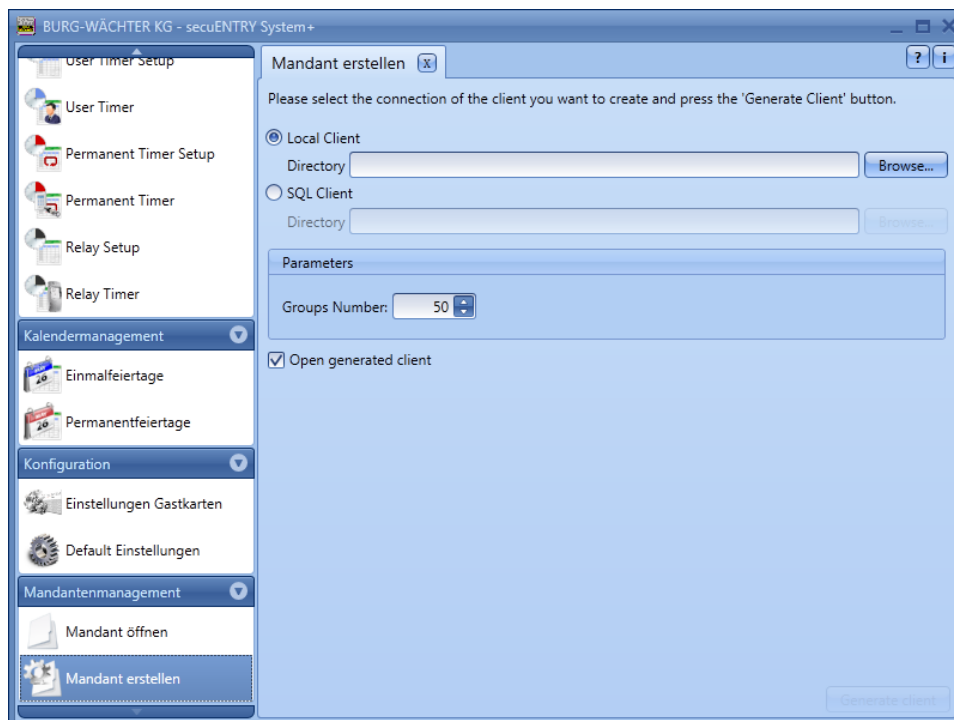 BURG-WÄCHTER KG - secuENTRY System+
User Timer Setup
User Timer
Permanent Timer Setup
Permanent Timer
Relay Setup
Relay Timer
Kalendermanagement
Einmalfeiertage
Permanentfeiertage
Konfiguration
Einstellungen Gastkarten
Default Einstellungen
Mandantenmanagement
Mandant öffnen
Mandant erstellen
Mandant erstellen x
? i
Please select the connection of the client you want to create and press the 'Generate Client' button.
Local Client
Directory Browse...
SQL Client
Directory Browse...
Parameters
Groups Number: 50
Open generated client
Generate client